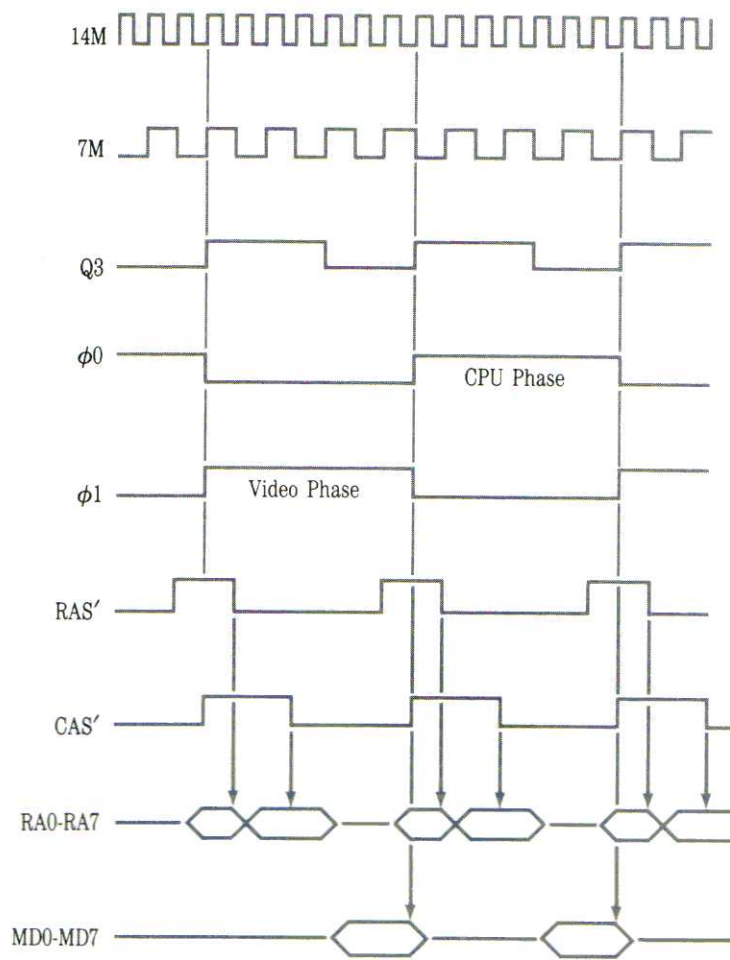 14M
7M
Q3
ϕ0
CPU Phase
ϕ1
Video Phase
RAS′
CAS′
RA0-RA7
MD0-MD7